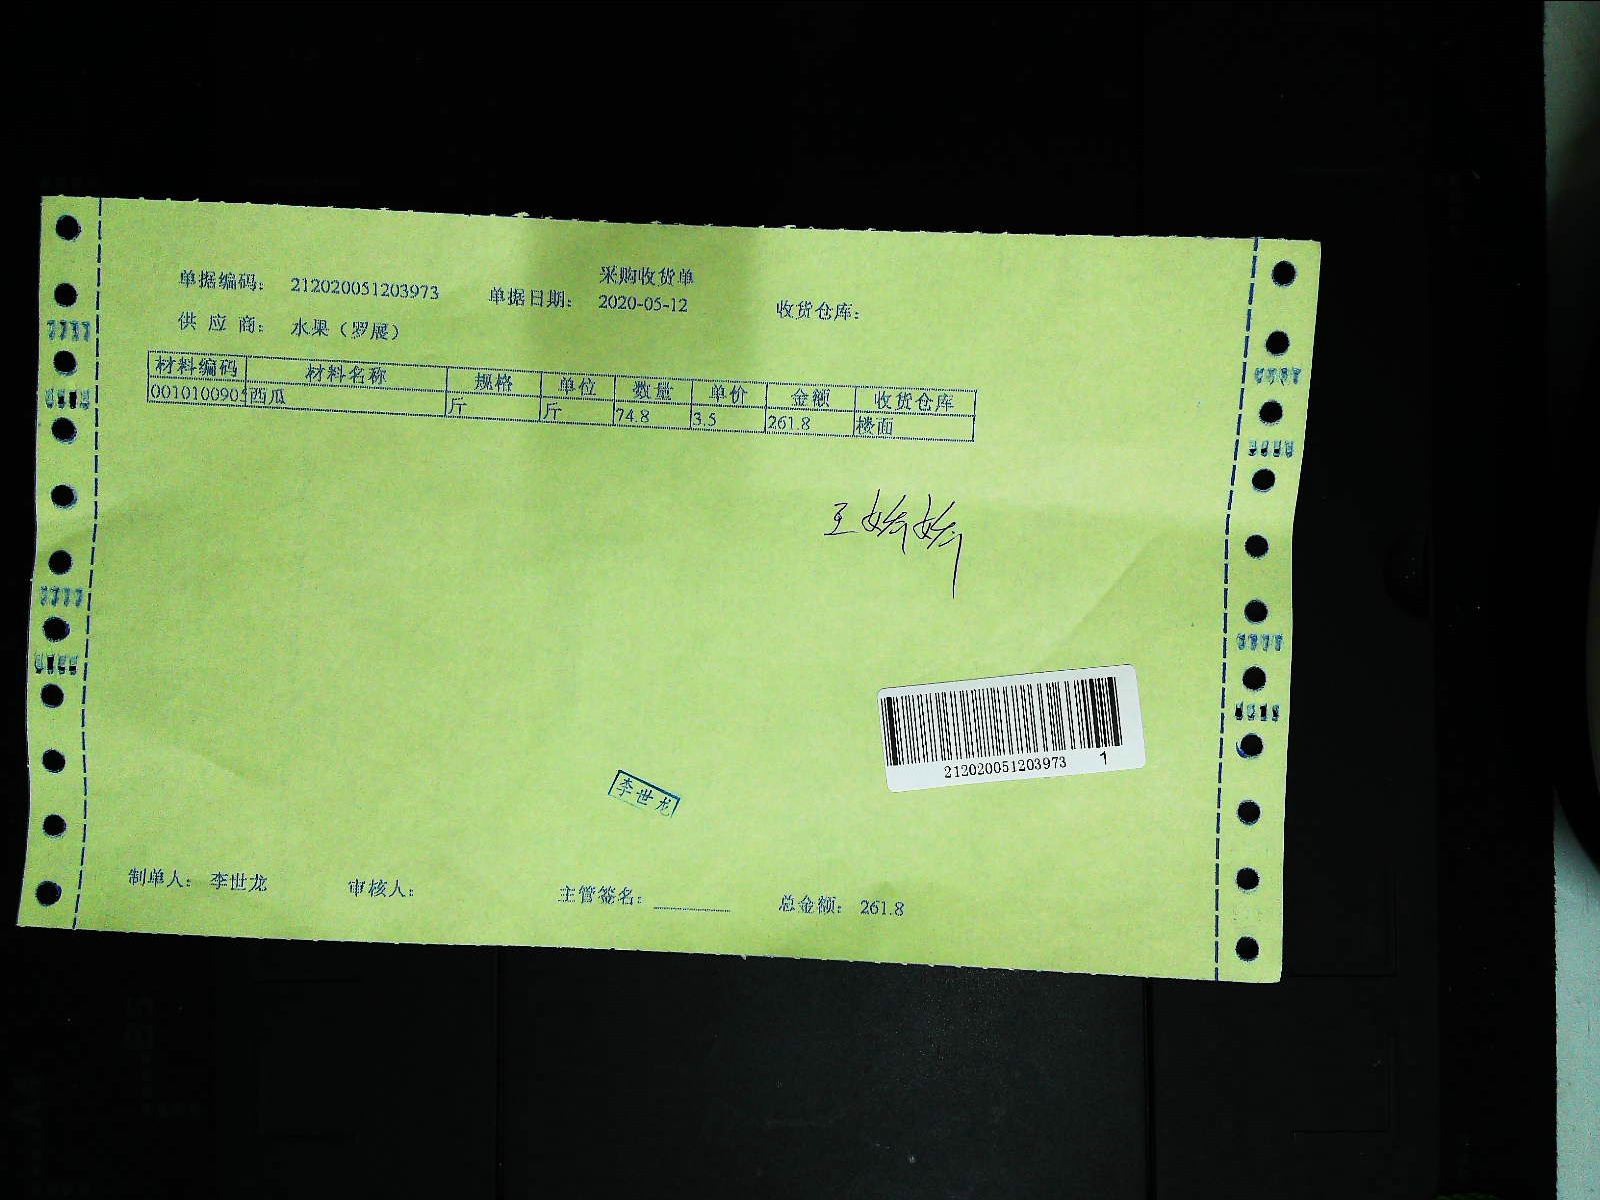 采购收货单
单据编码: 212020051203973 单据日期: 2020-05-12 收货仓库:
供应商: 水果（罗展）
材料编码 材料名称 规格 单位 数量 单价 金额 收货仓库
0010100905 西瓜 斤 斤 74.8 3.5 261.8 楼面
王娇娇
212020051203973 1
李世龙
制单人: 李世龙 审核人: 主管签名: 总金额: 261.8